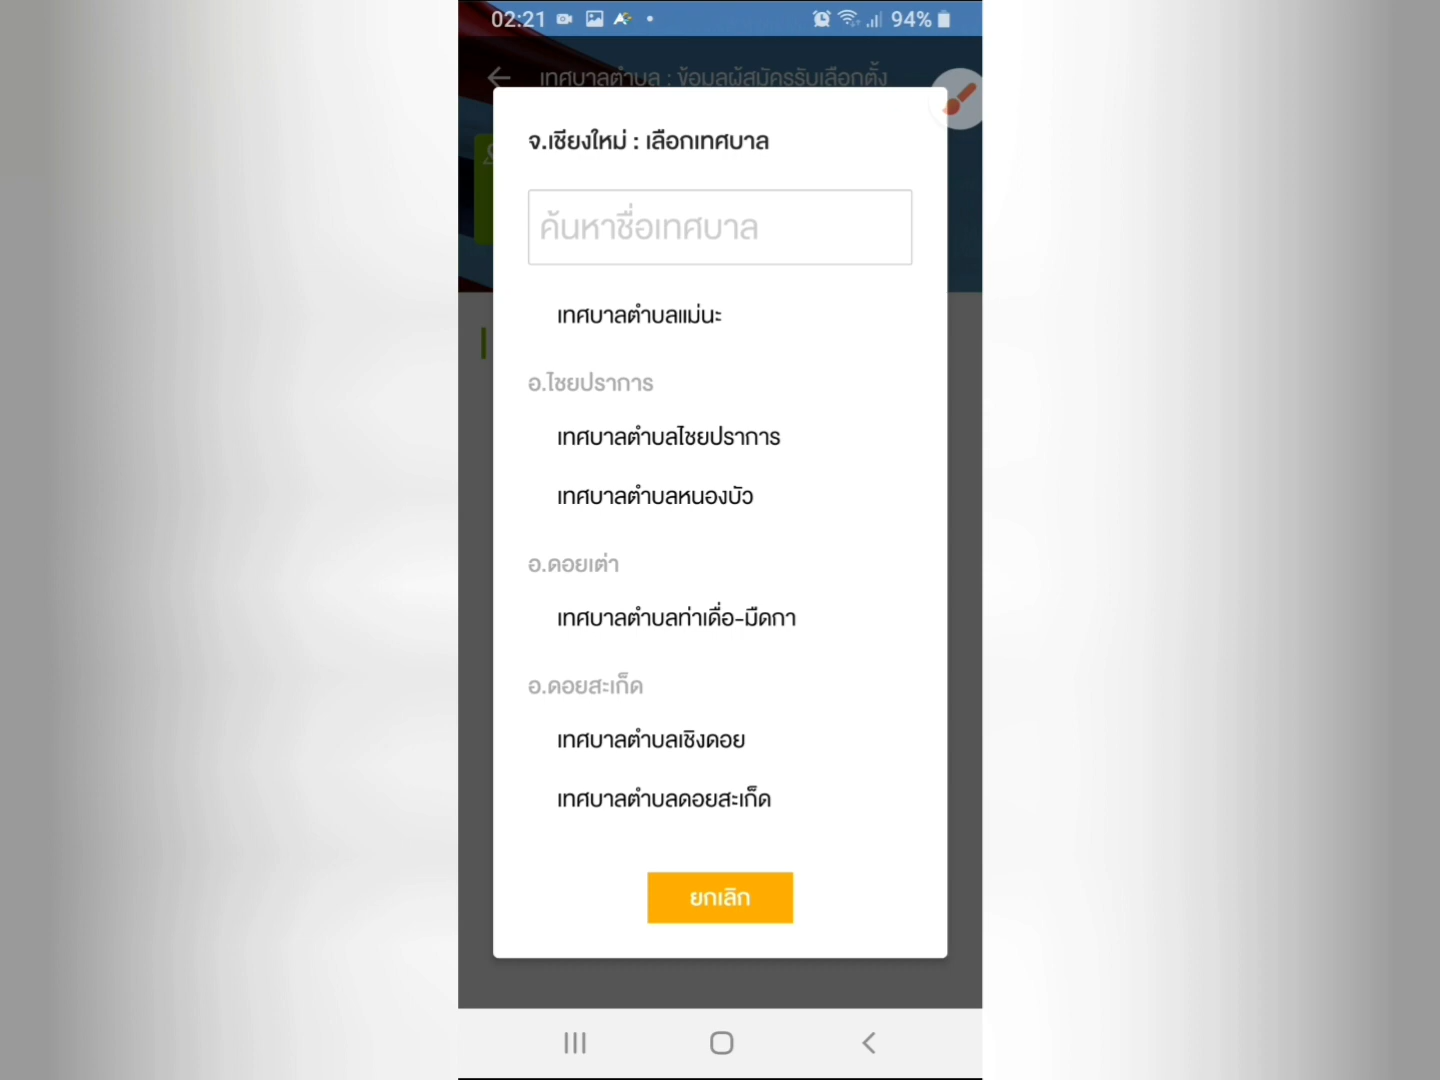 02:21
94%
เทศบาลตำบล : ข้อมูลผู้สมัครรับเลือกตั้ง
จ.เชียงใหม่ : เลือกเทศบาล
ค้นหาชื่อเทศบาล
เทศบาลตำบลแม่นะ
อ.ไชยปราการ
เทศบาลตำบลไชยปราการ
เทศบาลตำบลหนองบัว
อ.ดอยเต่า
เทศบาลตำบลท่าเดื่อ-มืดกา
อ.ดอยสะเก็ด
เทศบาลตำบลเชิงดอย
เทศบาลตำบลดอยสะเก็ด
ยกเลิก